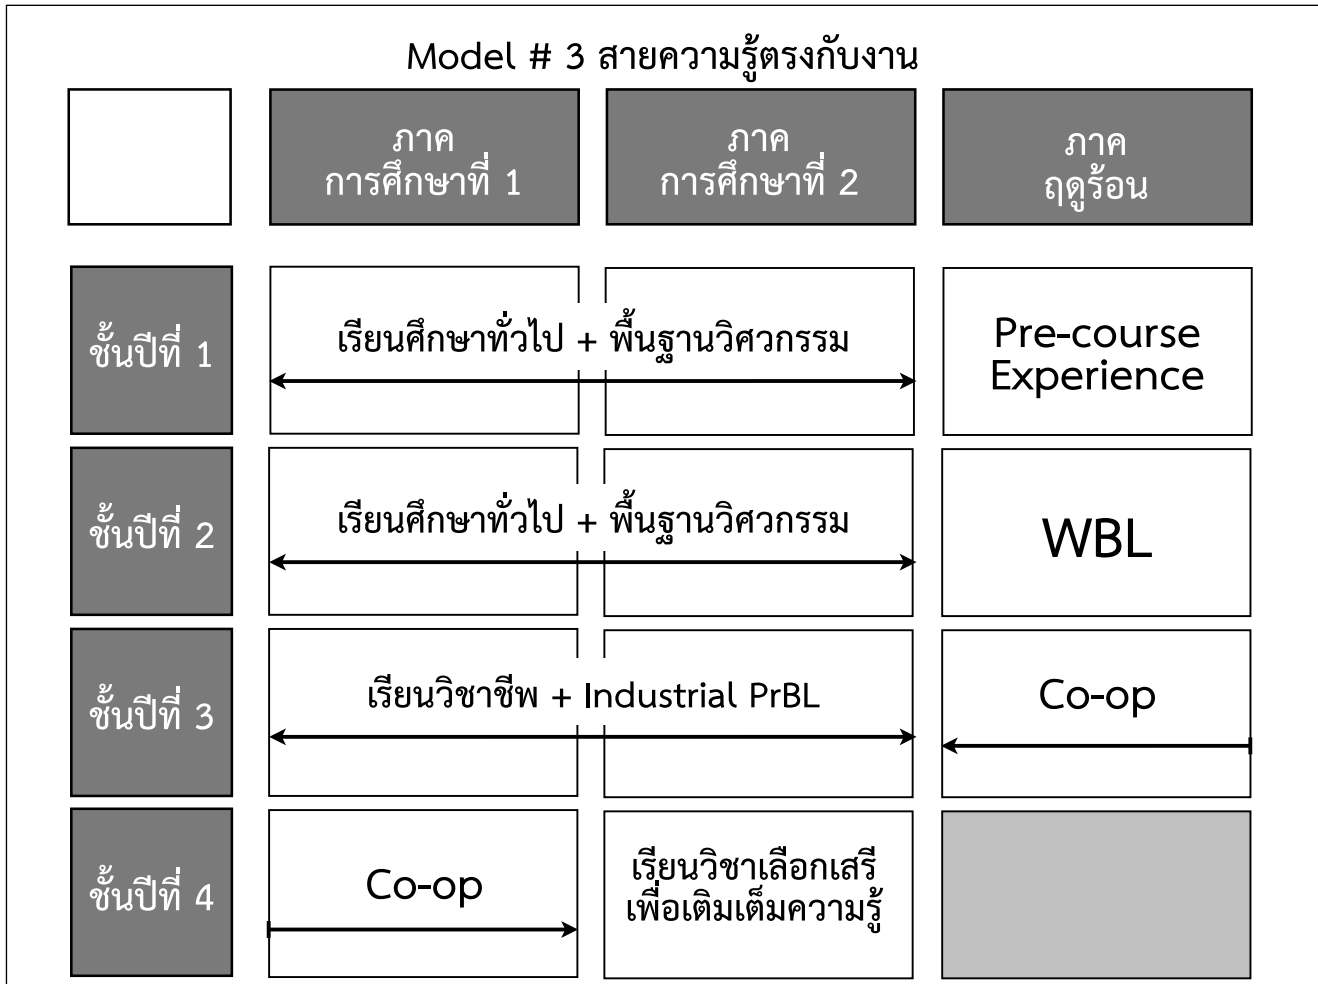 Model # 3 สายความรู้ตรงกับงาน
ภาค
การศึกษาที่ 1
ภาค
การศึกษาที่ 2
ภาค
ฤดูร้อน
ชั้นปีที่ 1
เรียนศึกษาทั่วไป + พื้นฐานวิศวกรรม
Pre-course
Experience
ชั้นปีที่ 2
เรียนศึกษาทั่วไป + พื้นฐานวิศวกรรม
WBL
ชั้นปีที่ 3
เรียนวิชาชีพ + Industrial PrBL
Co-op
ชั้นปีที่ 4
Co-op
เรียนวิชาเลือกเสรี
เพื่อเติมเต็มความรู้